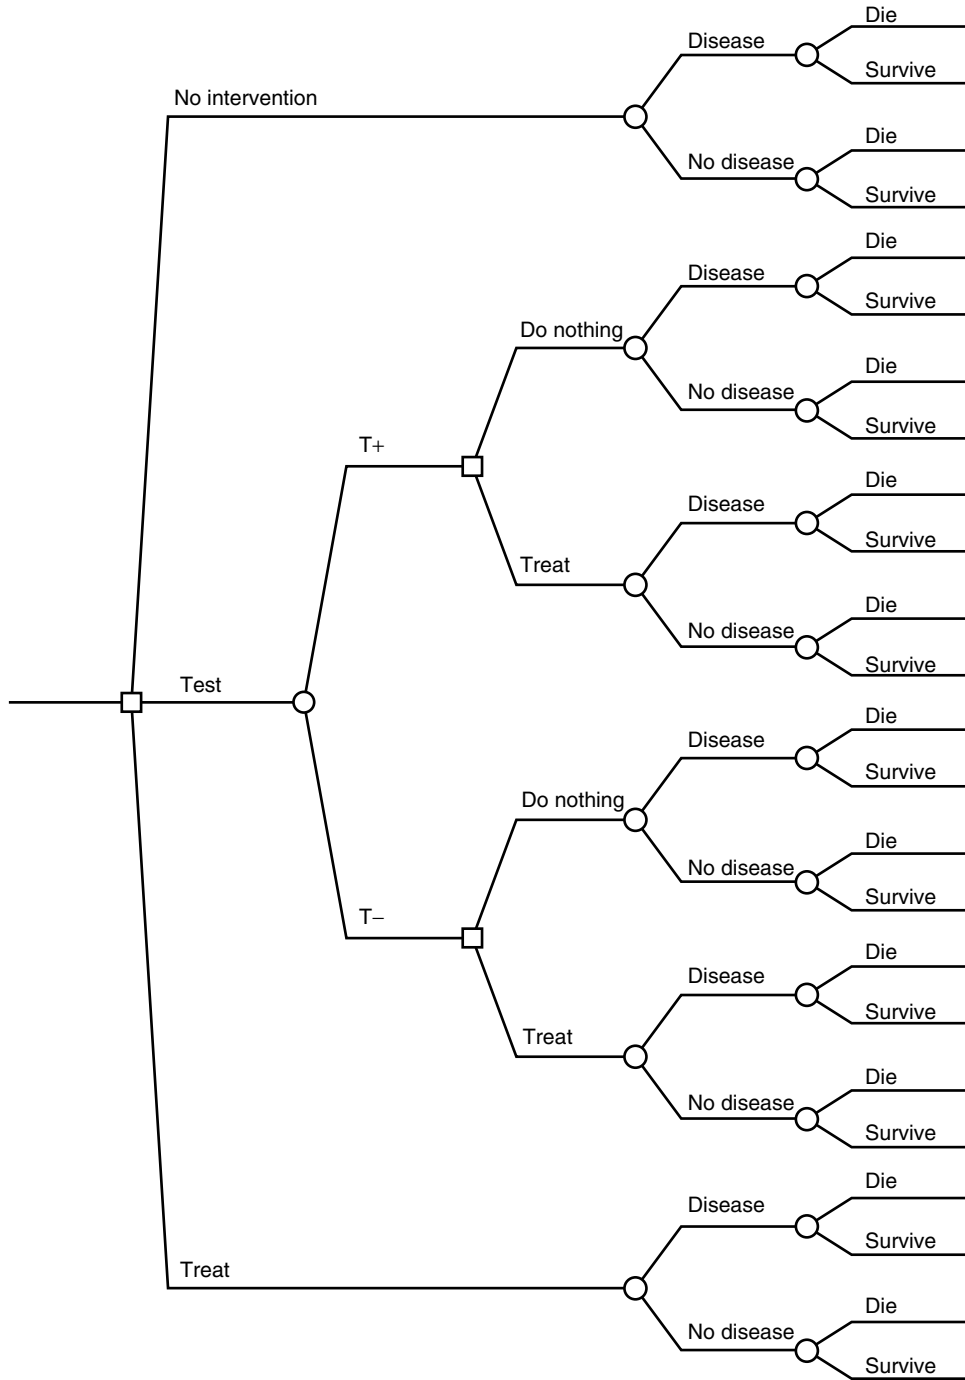 Die
Disease
Survive
No intervention
Die
No disease
Survive
Die
Disease
Survive
Do nothing
Die
No disease
Survive
T+
Die
Disease
Survive
Treat
Die
No disease
Survive
Test
Die
Disease
Survive
Do nothing
Die
No disease
Survive
T−
Die
Disease
Survive
Treat
Die
No disease
Survive
Die
Disease
Survive
Treat
Die
No disease
Survive